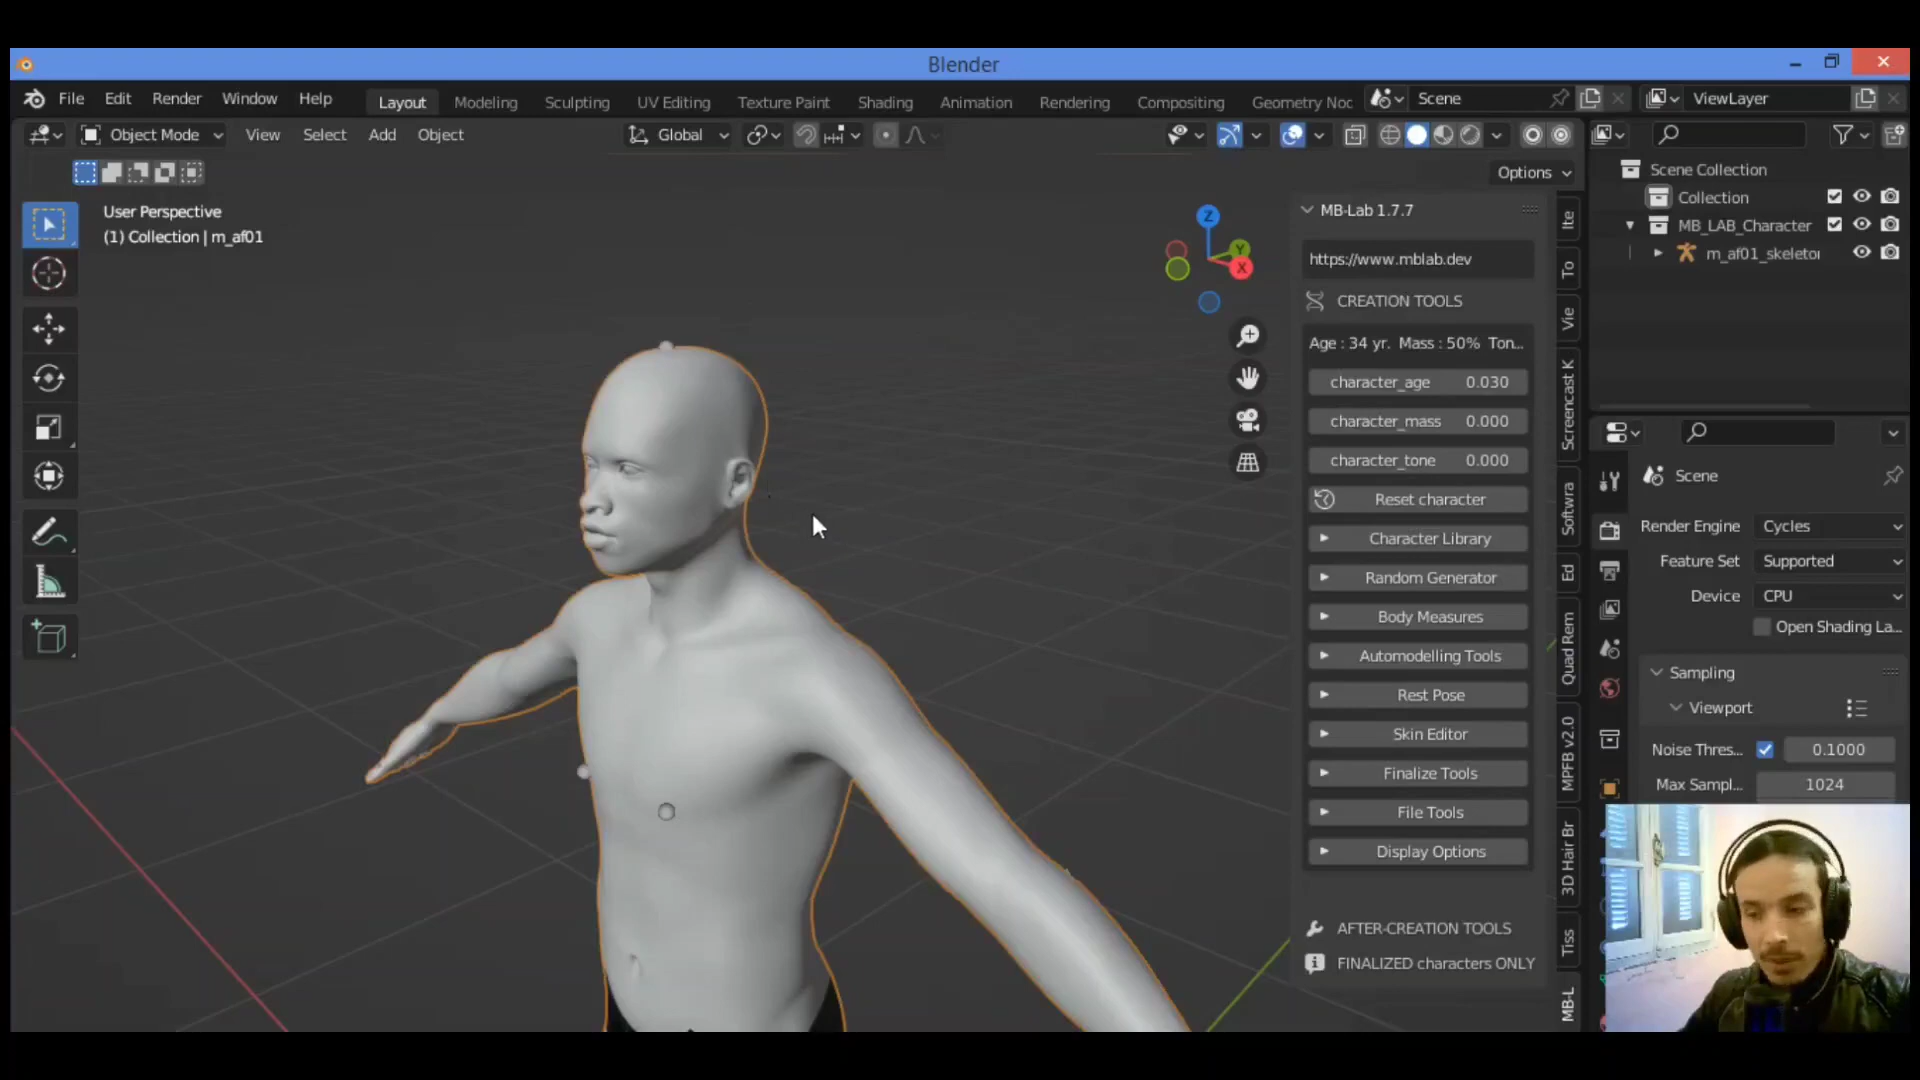 Blender
File Edit Render Window Help Layout Modeling Sculpting UV Editing Texture Paint Shading Animation Rendering Compositing Geometry Noc Scene ViewLayer
Object Mode View Select Add Object Global
Options
User Perspective
(1) Collection | m_af01
Z
Y
X
MB-Lab 1.7.7
https://www.mblab.dev
CREATION TOOLS
Age : 34 yr. Mass : 50% Ton...
character_age 0.030
character_mass 0.000
character_tone 0.000
Reset character
Character Library
Random Generator
Body Measures
Automodelling Tools
Rest Pose
Skin Editor
Finalize Tools
File Tools
Display Options
AFTER-CREATION TOOLS
FINALIZED characters ONLY
Ite
To
Vie
Screencast K
Softwra
Ed
Quad Rem
MPFB v2.0
3D Hair Br
Tiss
MB-L
Scene Collection
Collection
MB_LAB_Character
m_af01_skeletor
Scene
Render Engine Cycles
Feature Set Supported
Device CPU
Open Shading La...
Sampling
Viewport
Noise Thres... 0.1000
Max Sampl... 1024